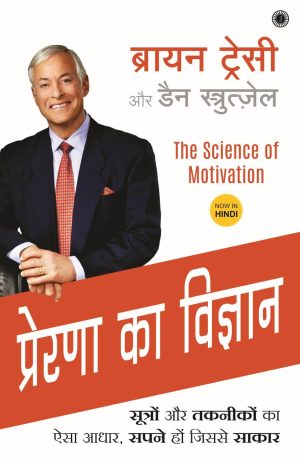 ब्रायन ट्रेसी
और डैन स्त्रुत्ज़ेल
The Science of
Motivation
NOW IN
HINDI
प्रेरणा का विज्ञान
सूत्रों और तकनीकों का
ऐसा आधार, सपने हों जिससे साकार